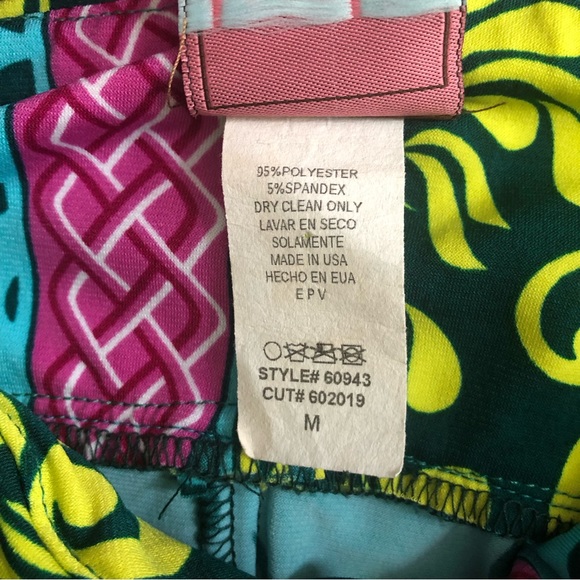 95%POLYESTER
5%SPANDEX
DRY CLEAN ONLY
LAVAR EN SECO
SOLAMENTE
MADE IN USA
HECHO EN EUA
E P V
STYLE# 60943
CUT# 602019
M